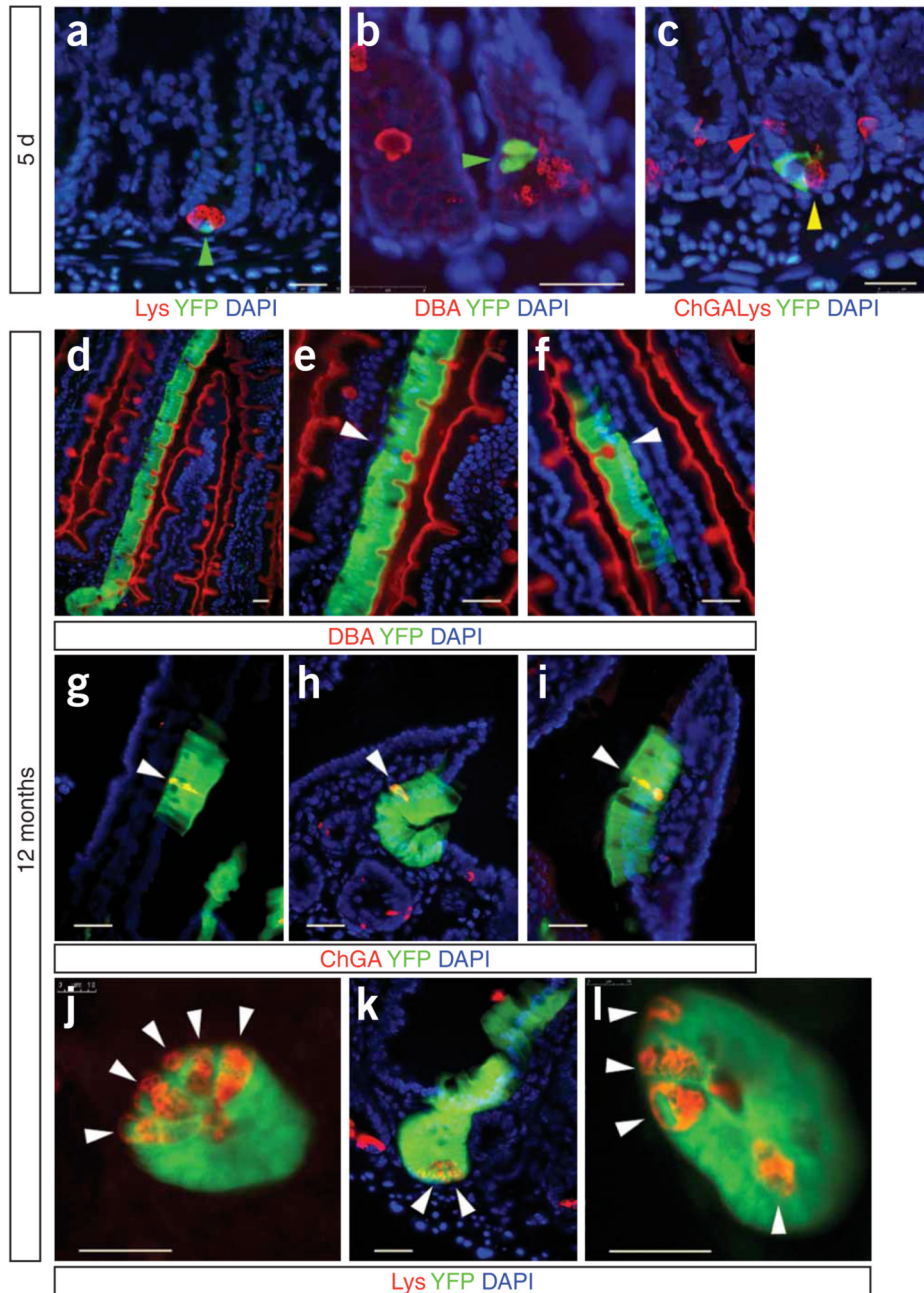 5 d
a
b
c
Lys YFP DAPI
DBA YFP DAPI
ChGALys YFP DAPI
12 months
d
e
f
DBA YFP DAPI
g
h
i
ChGA YFP DAPI
j
k
l
Lys YFP DAPI